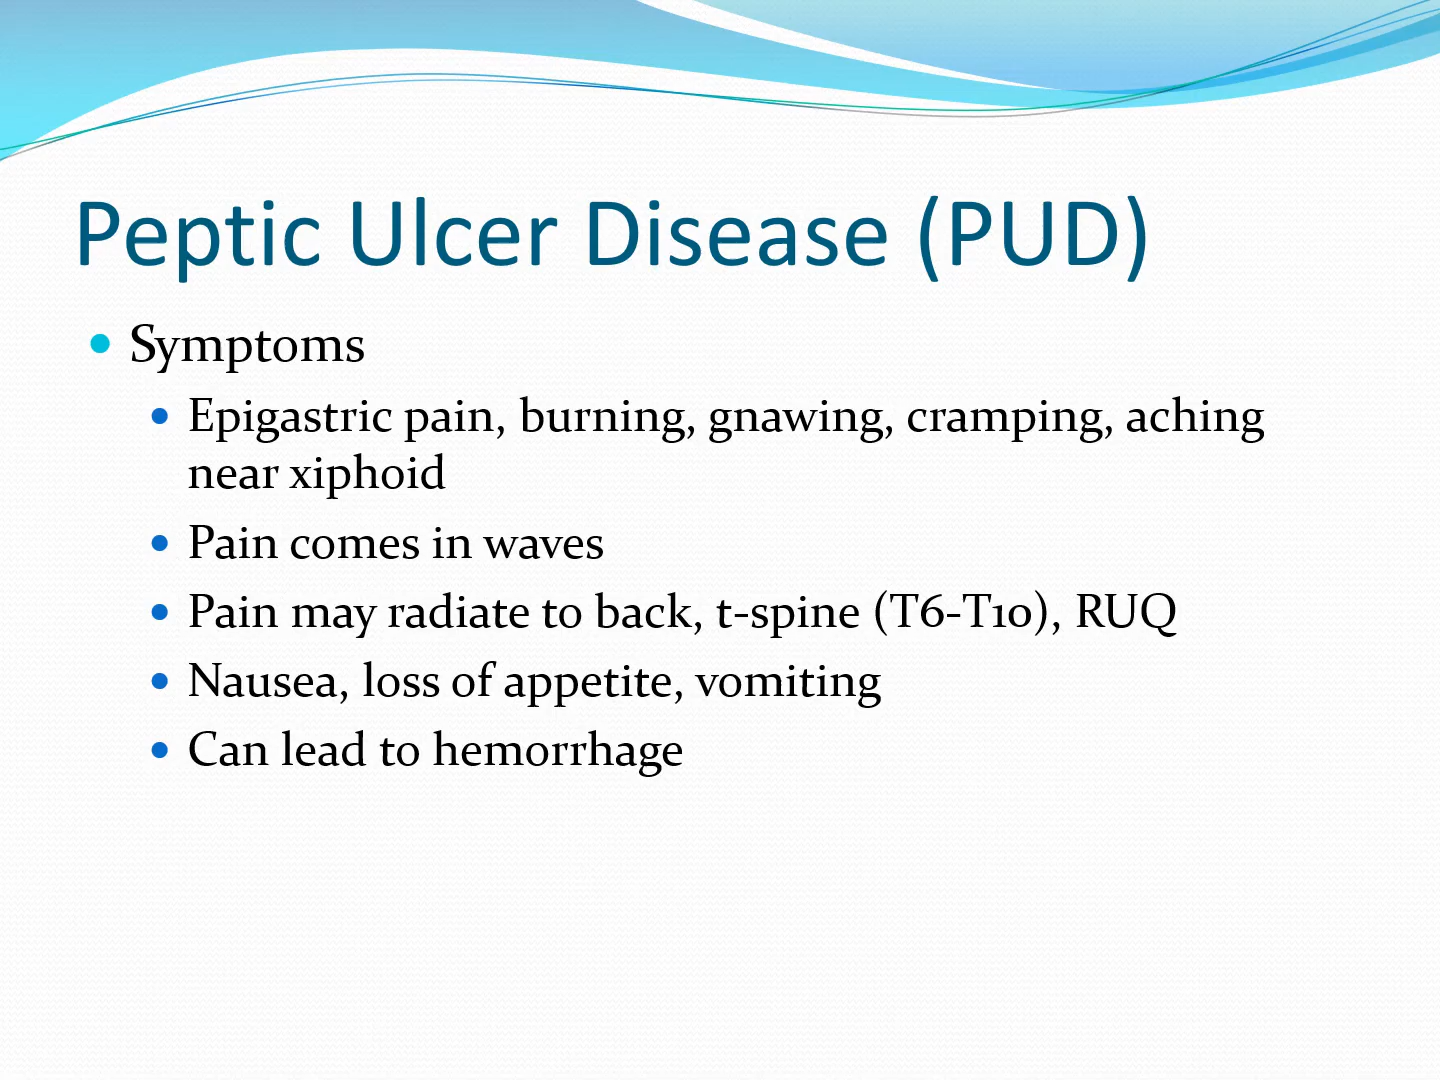 Peptic Ulcer Disease (PUD)
• Symptoms
• Epigastric pain, burning, gnawing, cramping, aching
near xiphoid
• Pain comes in waves
• Pain may radiate to back, t-spine (T6-T10), RUQ
• Nausea, loss of appetite, vomiting
• Can lead to hemorrhage